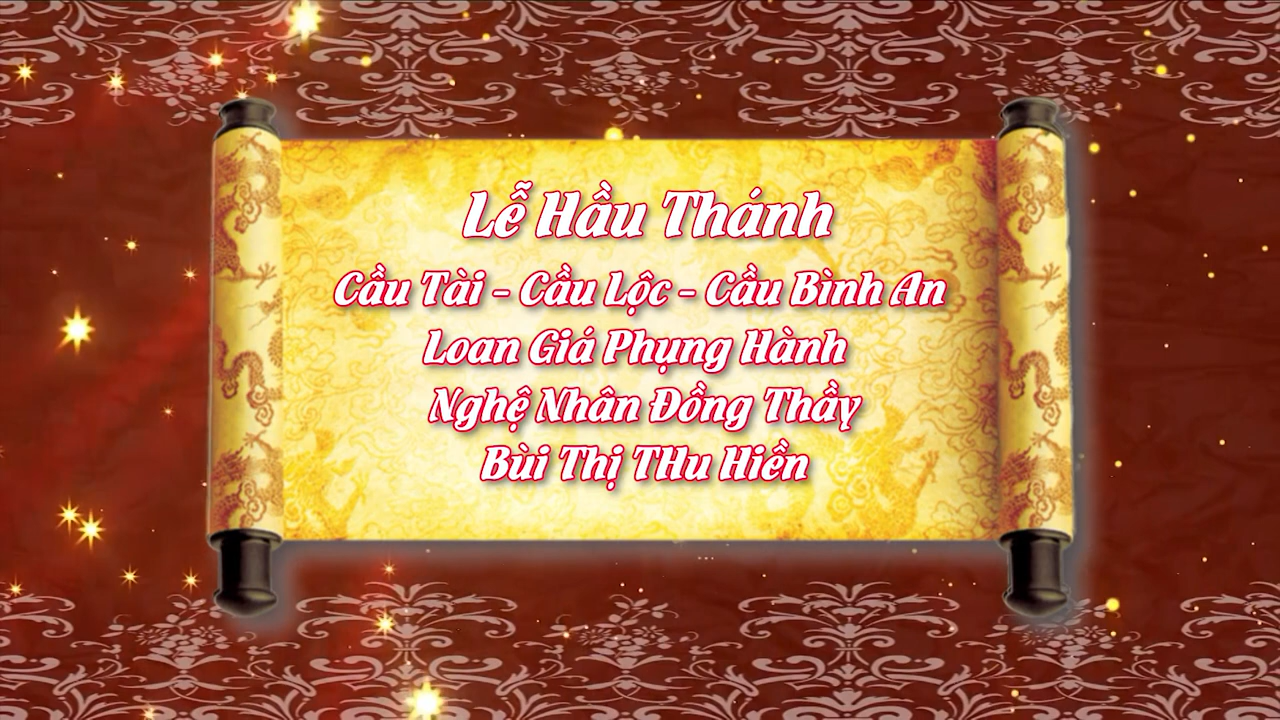 Lễ Hầu Thánh
Cầu Tài - Cầu Lộc - Cầu Bình An
Loan Giá Phụng Hành
Nghệ Nhân Đồng Thầy
Bùi Thị THu Hiền